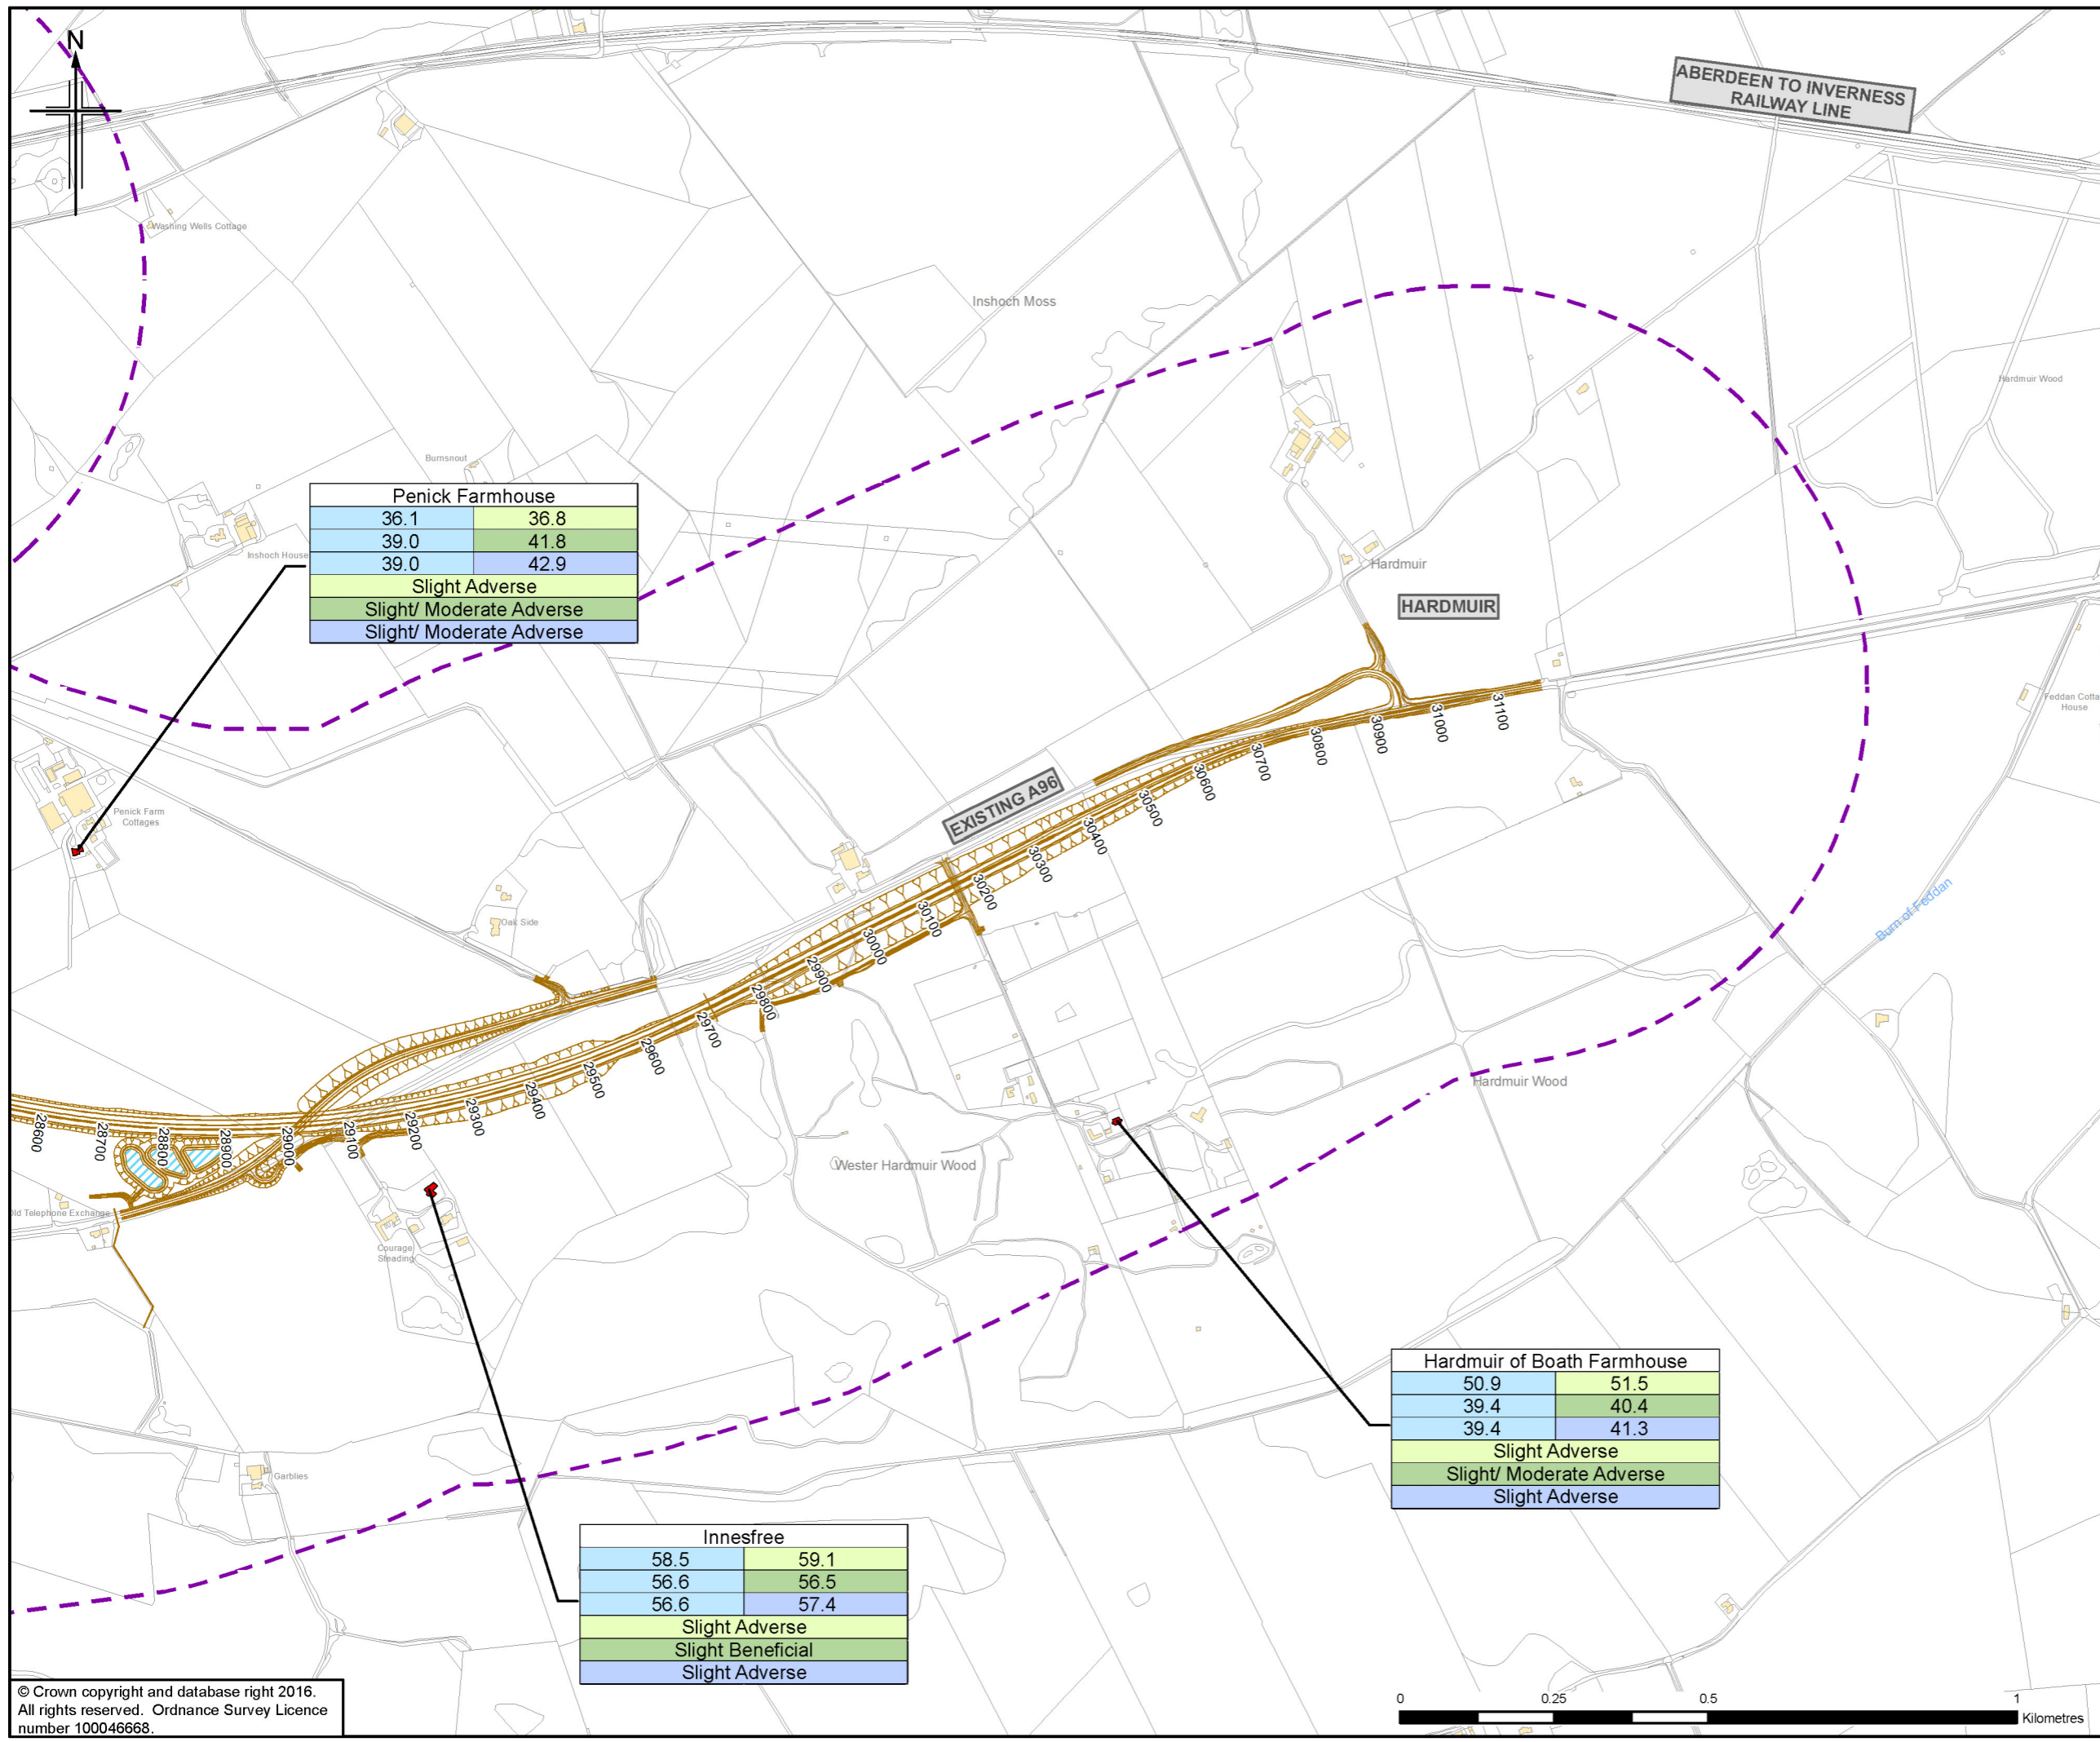 N
ABERDEEN TO INVERNESS
RAILWAY LINE
Washing Wells Cottage
Inshoch Moss
Hardmuir Wood
Burnsnout
Inshoch House
Penick Farmhouse
36.1 36.8
39.0 41.8
39.0 42.9
Slight Adverse
Slight/ Moderate Adverse
Slight/ Moderate Adverse
Hardmuir
HARDMUIR
Feddan Cotta
House
Penick Farm
Cottages
EXISTING A96
Oak Side
Burn of Feddan
28600
28700
28800
28900
29000
29100
29200
29300
29400
29500
29600
29700
29800
29900
30000
30100
30200
30300
30400
30500
30600
30700
30800
30900
31000
31100
Hardmuir Wood
Wester Hardmuir Wood
ld Telephone Exchange
Courage
Steading
Garblies
Hardmuir of Boath Farmhouse
50.9 51.5
39.4 40.4
39.4 41.3
Slight Adverse
Slight/ Moderate Adverse
Slight Adverse
Innesfree
58.5 59.1
56.6 56.5
56.6 57.4
Slight Adverse
Slight Beneficial
Slight Adverse
© Crown copyright and database right 2016.
All rights reserved. Ordnance Survey Licence
number 100046668.
0 0.25 0.5 1
Kilometres